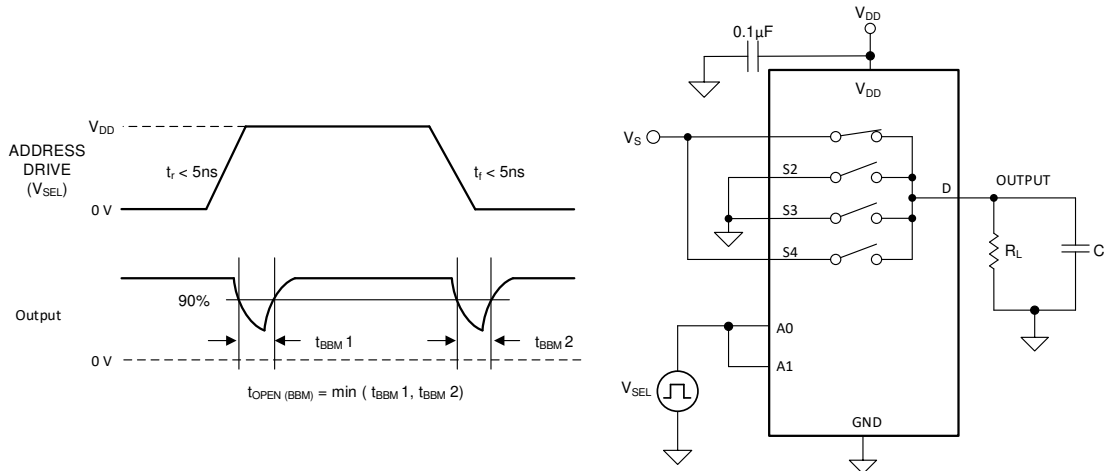 V_DD
ADDRESS
DRIVE
(V_SEL)
t_r < 5ns
t_f < 5ns
0 V
90%
Output
t_BBM 1
t_BBM 2
0 V
t_OPEN (BBM) = min ( t_BBM 1, t_BBM 2)
V_DD
0.1µF
V_DD
V_S
S2
S3
S4
D
OUTPUT
R_L
C
A0
A1
V_SEL
GND